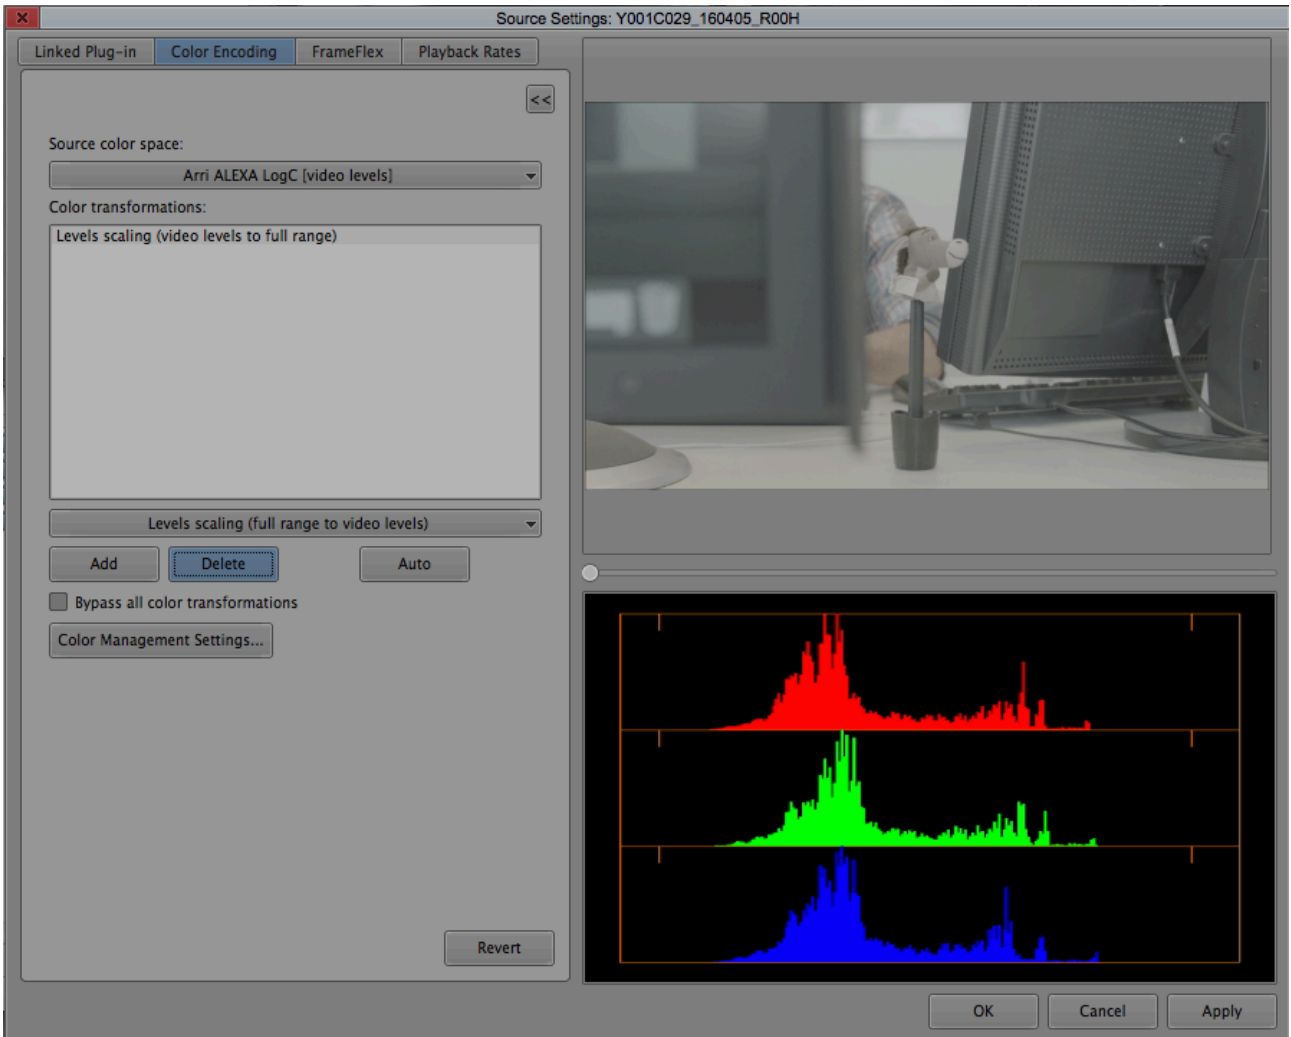 Source Settings: Y001C029_160405_R00H
Linked Plug-in
Color Encoding
FrameFlex
Playback Rates
<<
Source color space:
Arri ALEXA LogC [video levels]
Color transformations:
Levels scaling (video levels to full range)
Levels scaling (full range to video levels)
Add
Delete
Auto
Bypass all color transformations
Color Management Settings...
Revert
OK
Cancel
Apply